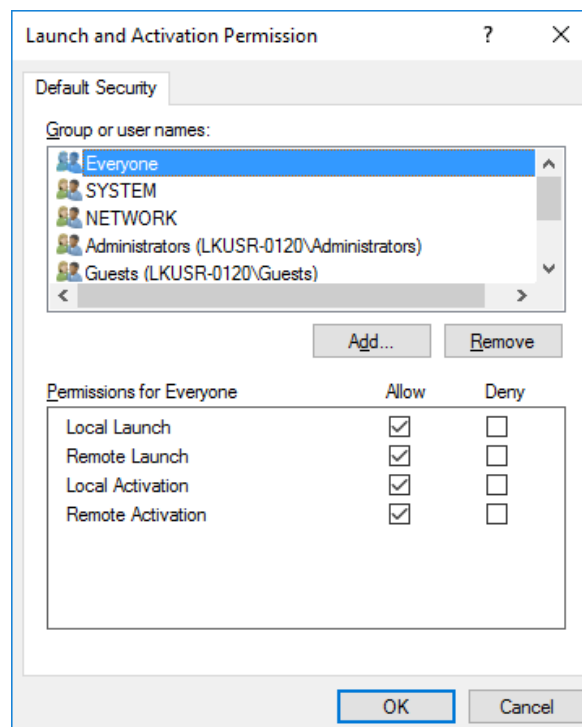 Launch and Activation Permission ?
Default Security
Group or user names:
Everyone
SYSTEM
NETWORK
Administrators (LKUSR-0120\Administrators)
Guests (LKUSR-0120\Guests)
Add... Remove
Permissions for Everyone Allow Deny
Local Launch
Remote Launch
Local Activation
Remote Activation
OK Cancel